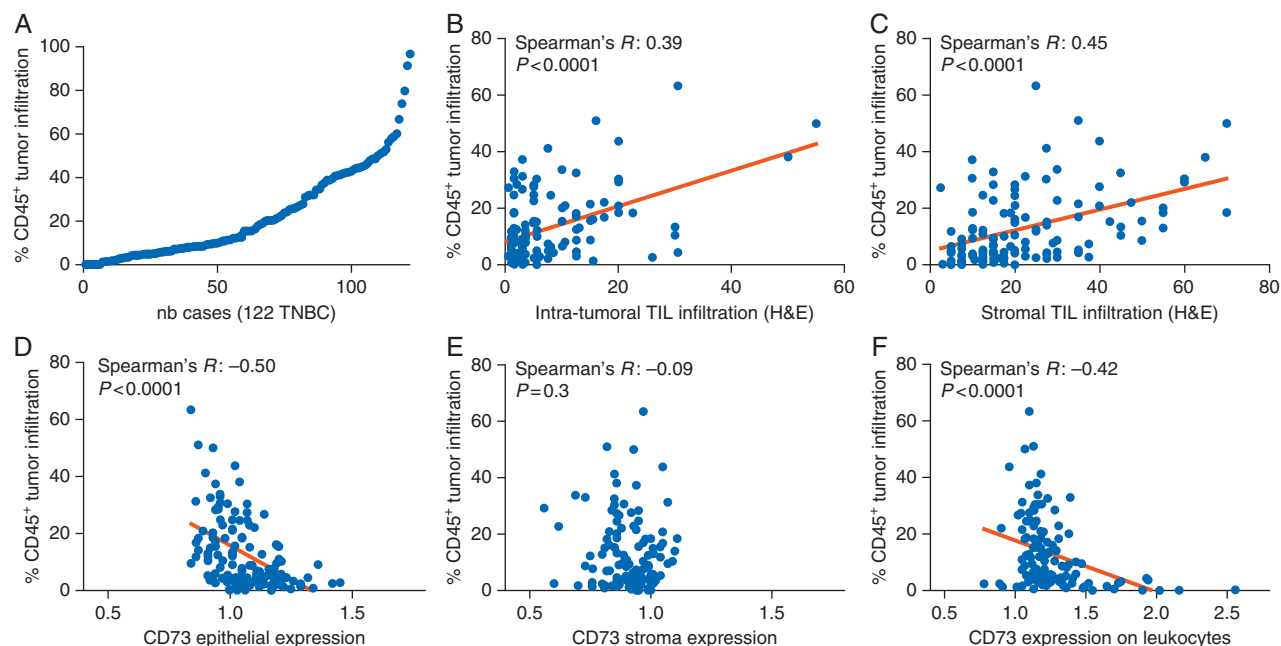 A
% CD45+ tumor infiltration
100
80
60
40
20
0
0
50
100
nb cases (122 TNBC)
B
Spearman's R: 0.39
P<0.0001
% CD45+ tumor infiltration
80
60
40
20
0
0
20
40
60
Intra-tumoral TIL infiltration (H&E)
C
Spearman's R: 0.45
P<0.0001
% CD45+ tumor infiltration
80
60
40
20
0
0
20
40
60
80
Stromal TIL infiltration (H&E)
D
Spearman's R: –0.50
P<0.0001
% CD45+ tumor infiltration
80
60
40
20
0
0.5
1.0
1.5
CD73 epithelial expression
E
Spearman's R: –0.09
P=0.3
% CD45+ tumor infiltration
80
60
40
20
0
0.5
1.0
1.5
CD73 stroma expression
F
Spearman's R: –0.42
P<0.0001
% CD45+ tumor infiltration
80
60
40
20
0
0.5
1.0
1.5
2.0
2.5
CD73 expression on leukocytes